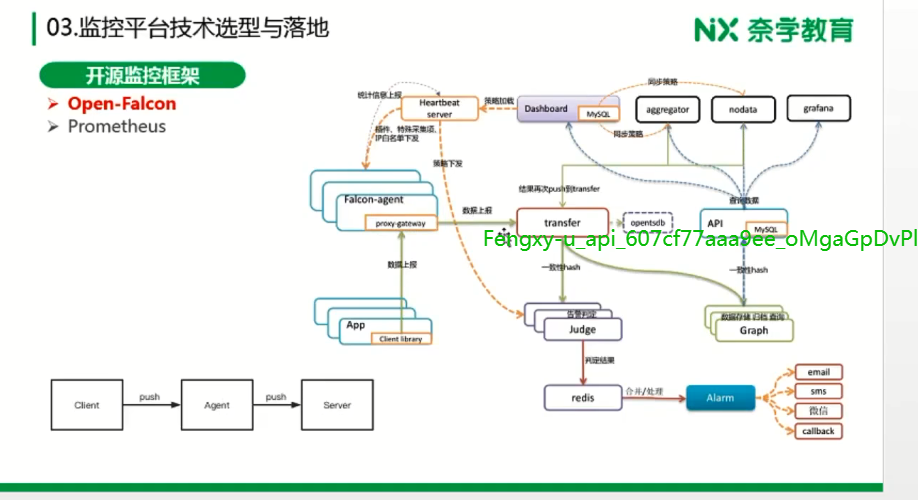 03.监控平台技术选型与落地
NX 奈学教育
开源监控框架
Open-Falcon
Prometheus
统计信息上报
Heartbeat
server
策略加载
Dashboard
MySQL
同步策略
同步策略
aggregator
nodata
grafana
插件、特殊采集项、
IP白名单下发
策略下发
结果再次push到transfer
查询数据
Falcon-agent
proxy-gateway
数据上报
transfer
opentsdb
API
MySQL
Fengxy-u_api_607cf77aaa9ee_oMgaGpDvPl
数据上报
一致性hash
一致性hash
App
Client library
告警判定
Judge
数据存储 归档 查询
Graph
判定结果
redis
合并/处理
Alarm
email
sms
微信
callback
Client
push
Agent
push
Server